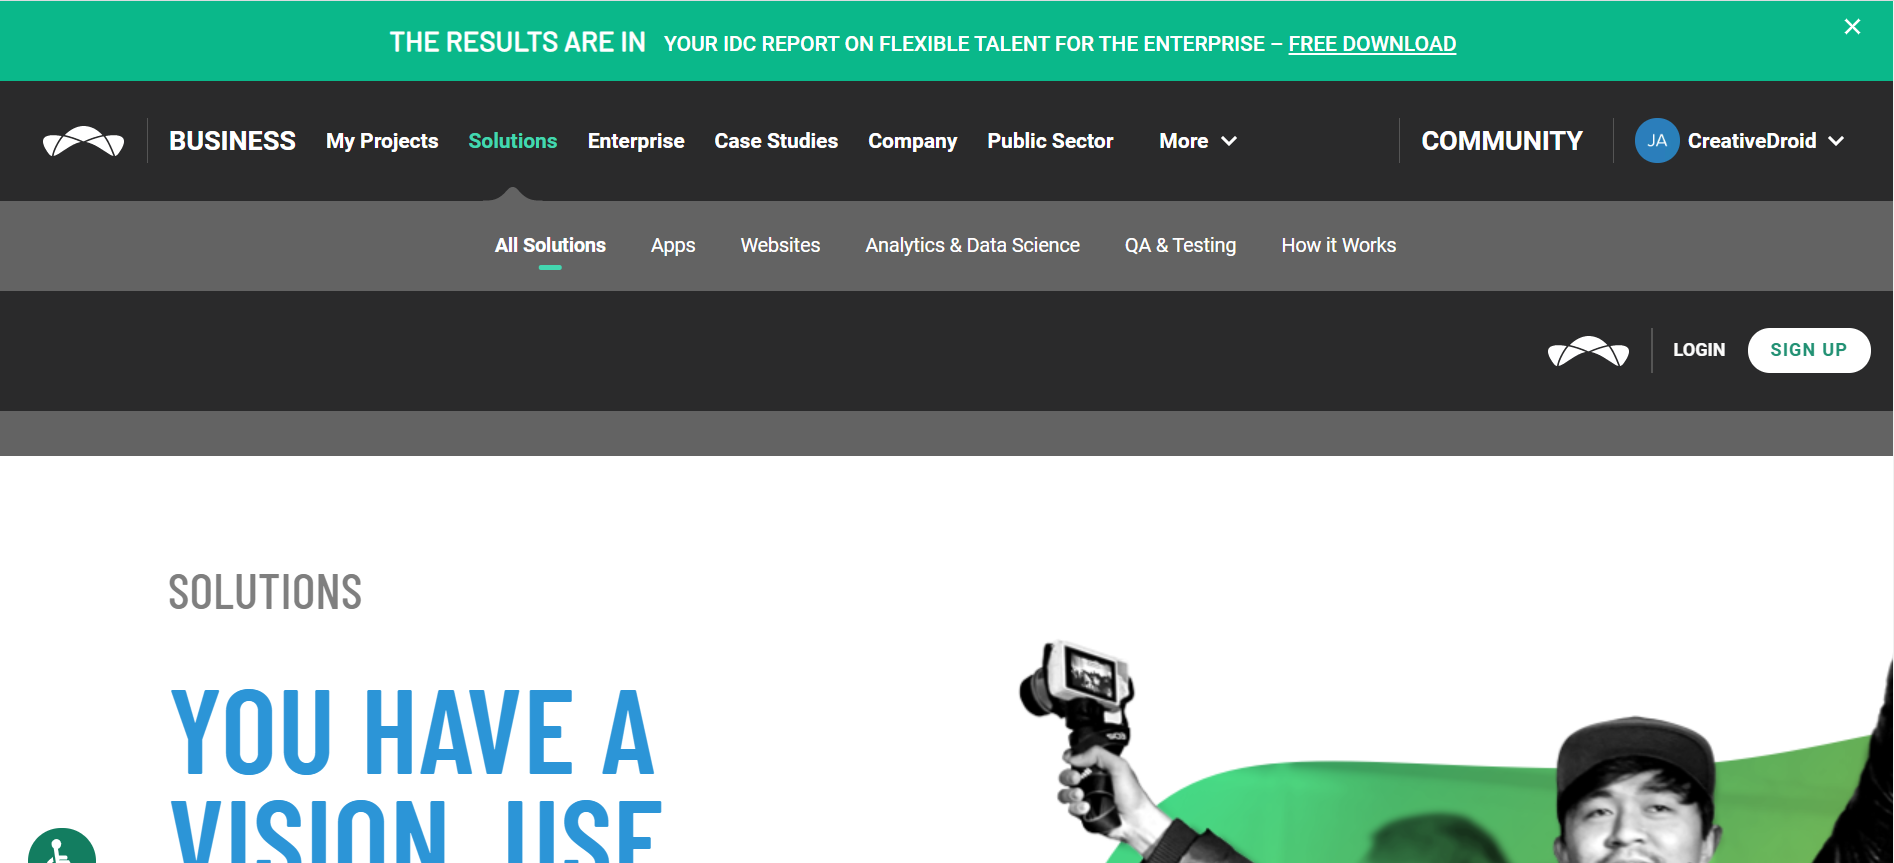 THE RESULTS ARE IN YOUR IDC REPORT ON FLEXIBLE TALENT FOR THE ENTERPRISE – FREE DOWNLOAD
BUSINESS My Projects Solutions Enterprise Case Studies Company Public Sector More COMMUNITY JA CreativeDroid
All Solutions Apps Websites Analytics & Data Science QA & Testing How it Works
LOGIN SIGN UP
SOLUTIONS
YOU HAVE A
VISION. USE